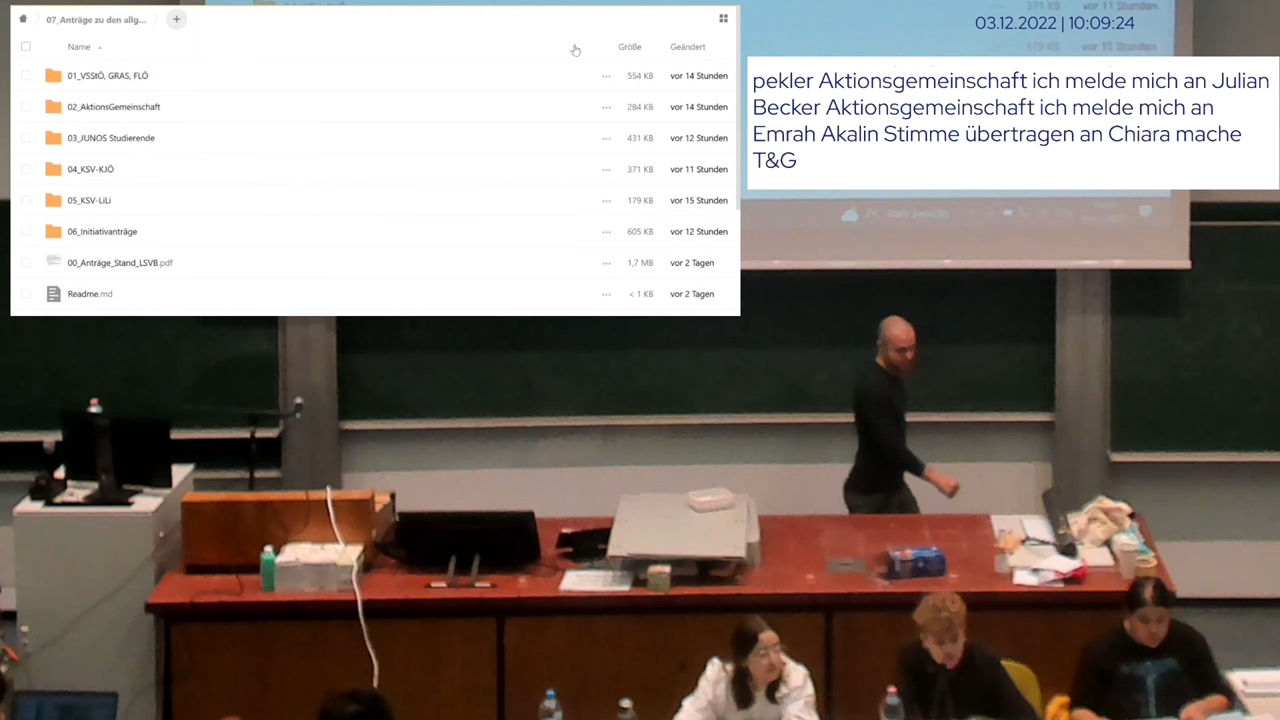 07_Anträge zu den allg...
+
03.12.2022 | 10:09:24
Name
Größe
Geändert
01_VSStÖ, GRAS, FLÖ ··· 554 KB vor 14 Stunden
02_AktionsGemeinschaft ··· 284 KB vor 14 Stunden
03_JUNOS Studierende ··· 431 KB vor 12 Stunden
04_KSV-KJÖ ··· 371 KB vor 11 Stunden
05_KSV-LiLi ··· 179 KB vor 15 Stunden
06_Initiativanträge ··· 605 KB vor 12 Stunden
00_Anträge_Stand_LSVB.pdf ··· 1,7 MB vor 2 Tagen
Readme.md ··· < 1 KB vor 2 Tagen
pekler Aktionsgemeinschaft ich melde mich an Julian
Becker Aktionsgemeinschaft ich melde mich an
Emrah Akalin Stimme übertragen an Chiara mache
T&G